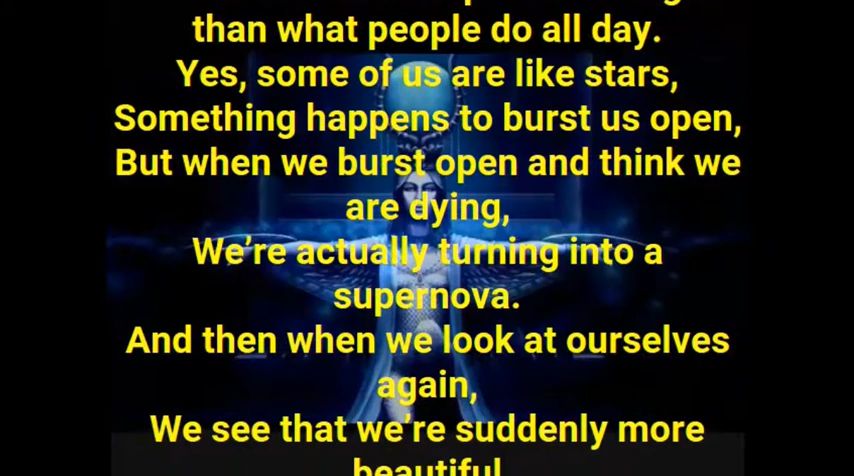 than what people do all day.
Yes, some of us are like stars,
Something happens to burst us open,
But when we burst open and think we
are dying,
We’re actually turning into a
supernova.
And then when we look at ourselves
again,
We see that we’re suddenly more
beautiful